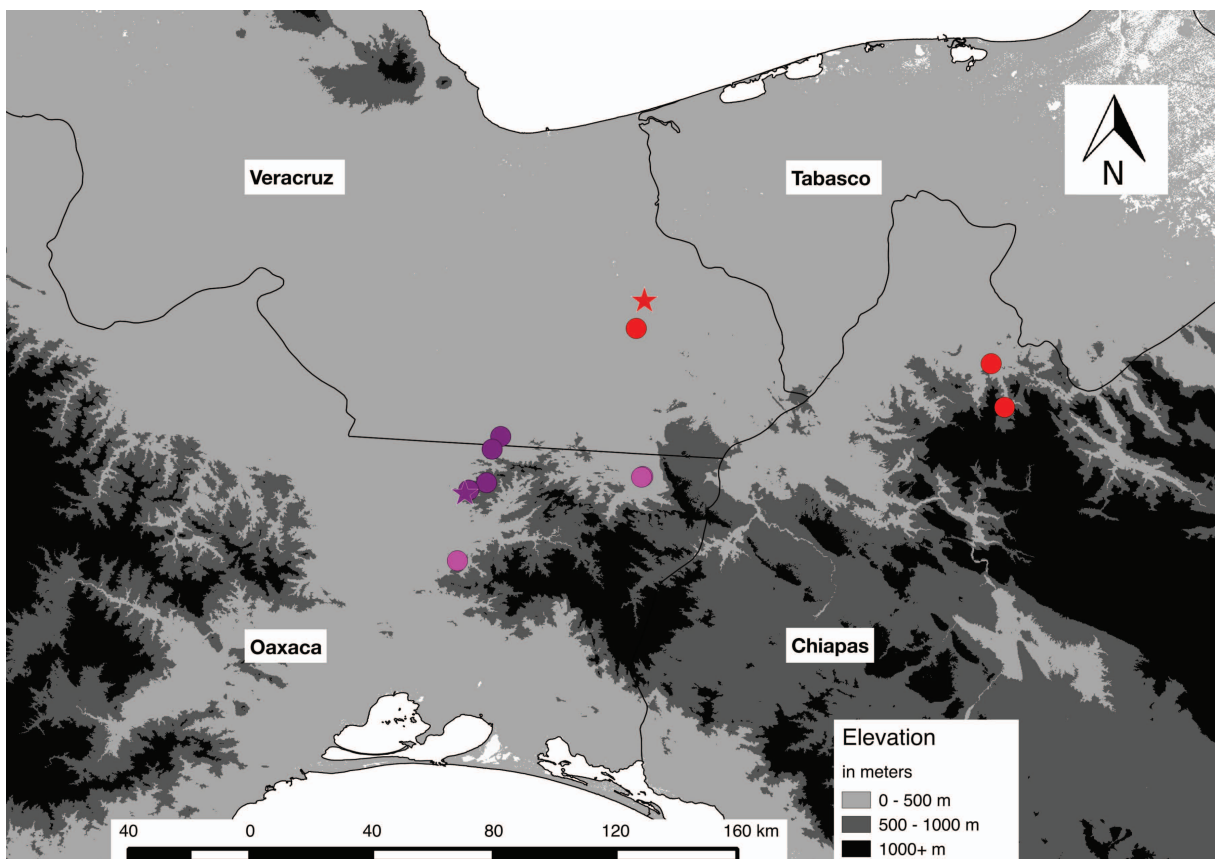 Veracruz
Tabasco
N
Oaxaca
Chiapas
Elevation
in meters
0 - 500 m
500 - 1000 m
1000+ m
40 0 40 80 120 160 km